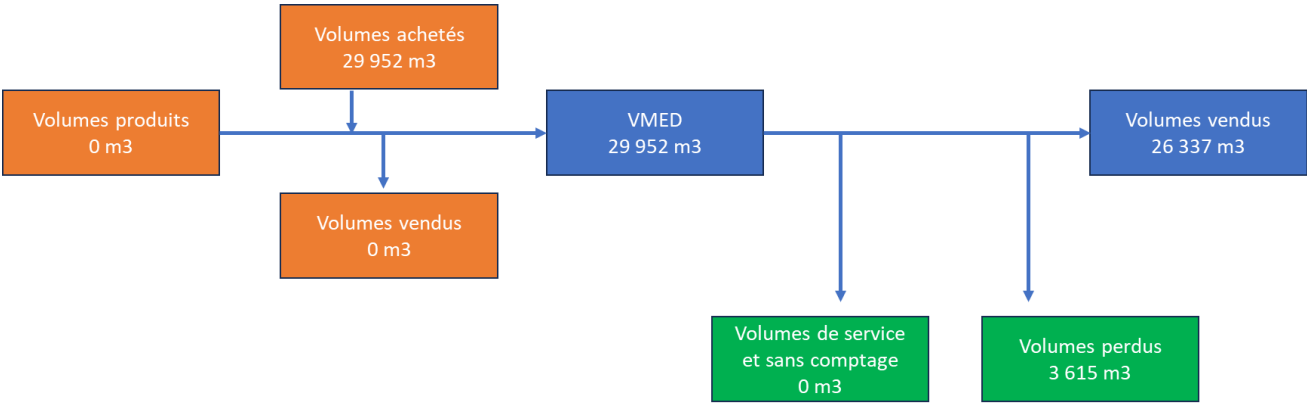 Volumes achetés
29 952 m3
Volumes produits
0 m3
VMED
29 952 m3
Volumes vendus
26 337 m3
Volumes vendus
0 m3
Volumes de service
et sans comptage
0 m3
Volumes perdus
3 615 m3